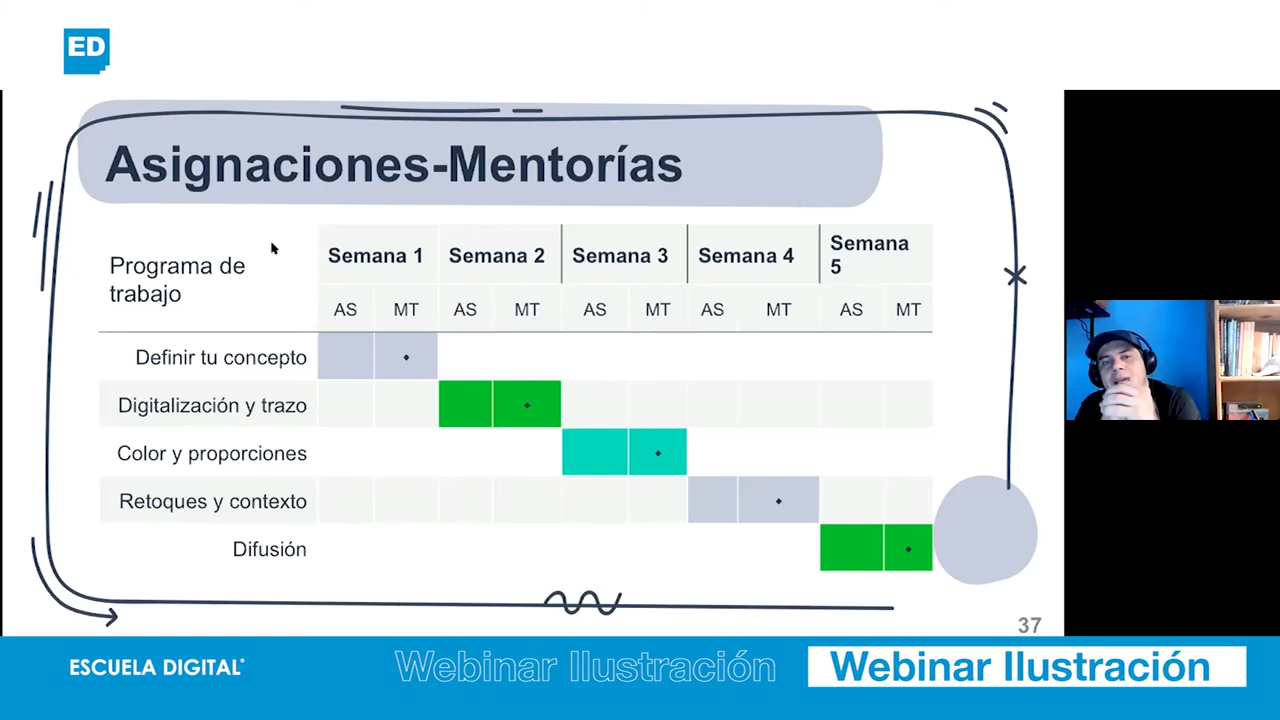 ED
Asignaciones-Mentorías
Programa de
trabajo
Semana 1
Semana 2
Semana 3
Semana 4
Semana
5
AS MT AS MT AS MT AS MT AS MT
Definir tu concepto
Digitalización y trazo
Color y proporciones
Retoques y contexto
Difusión
37
ESCUELA DIGITAL
Webinar Ilustración
Webinar Ilustración